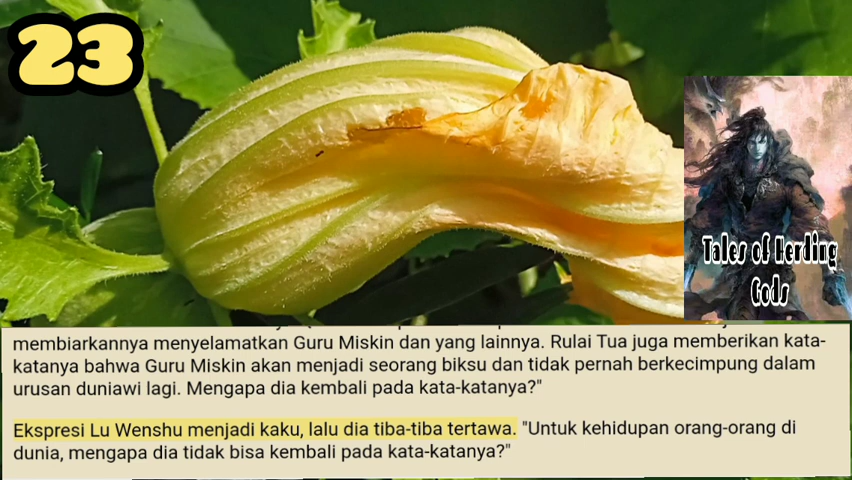 23
Tales of Herding
Gods
membiarkannya menyelamatkan Guru Miskin dan yang lainnya. Rulai Tua juga memberikan kata-
katanya bahwa Guru Miskin akan menjadi seorang biksu dan tidak pernah berkecimpung dalam
urusan duniawi lagi. Mengapa dia kembali pada kata-katanya?"
Ekspresi Lu Wenshu menjadi kaku, lalu dia tiba-tiba tertawa. "Untuk kehidupan orang-orang di
dunia, mengapa dia tidak bisa kembali pada kata-katanya?"